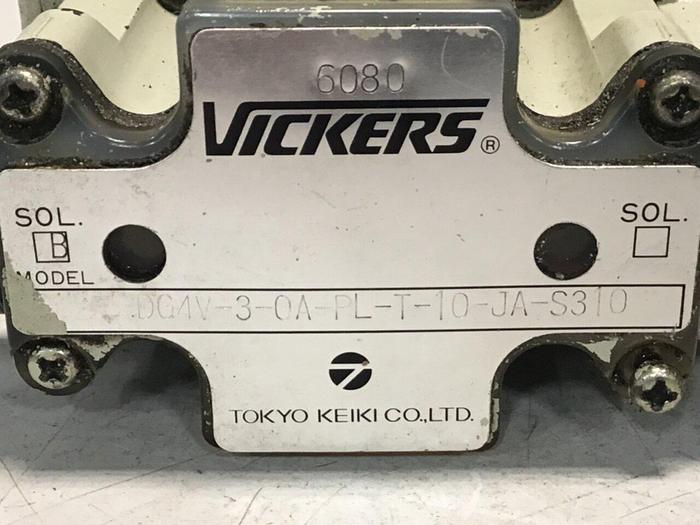 6080
VICKERS®
SOL. SOL.
B
MODEL
DG4V-3-0A-PL-T-10-JA-S310
TOKYO KEIKI CO.,LTD.